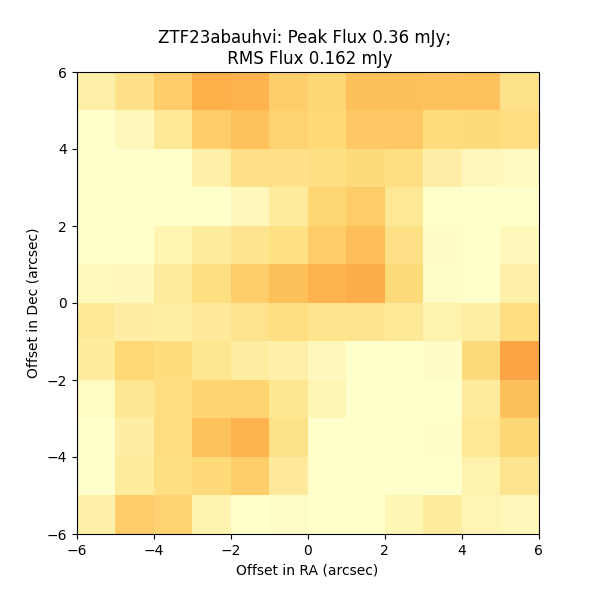 ZTF23abauhvi: Peak Flux 0.36 mJy;
RMS Flux 0.162 mJy
6
4
2
0
−2
−4
−6
Offset in Dec (arcsec)
−6 −4 −2 0 2 4 6
Offset in RA (arcsec)